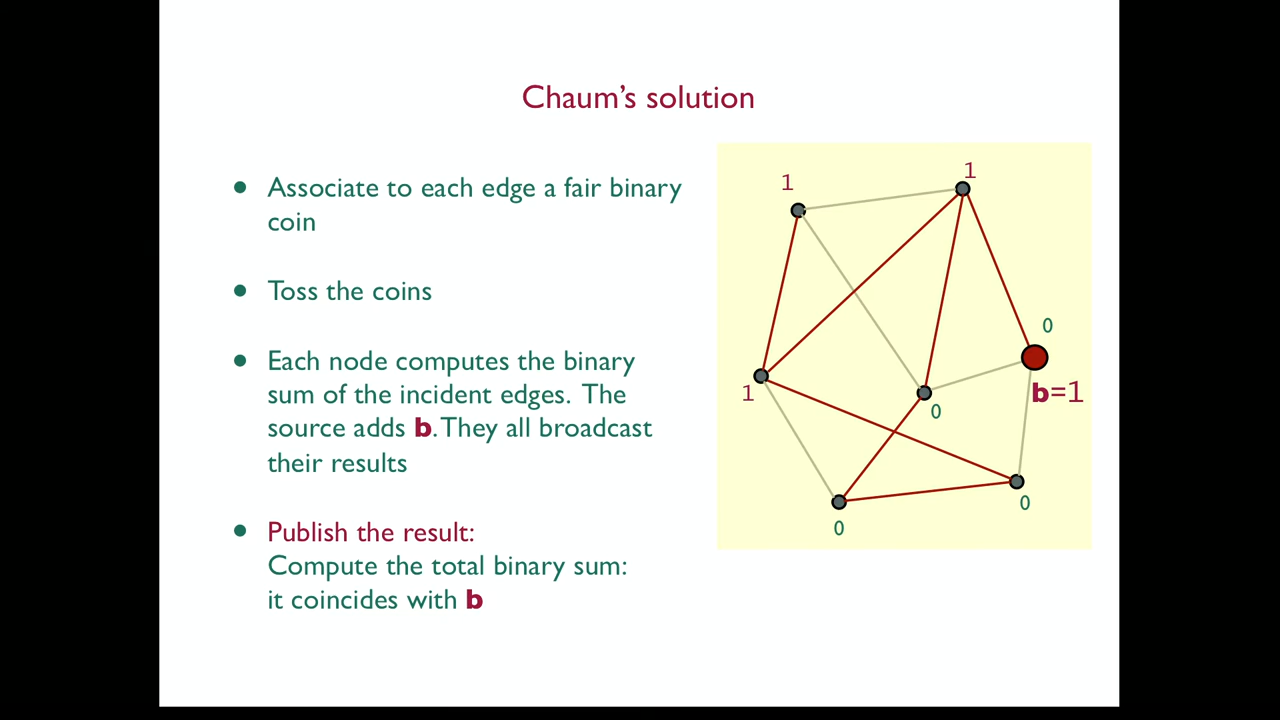 Chaum's solution
● Associate to each edge a fair binary
coin
● Toss the coins
● Each node computes the binary
sum of the incident edges. The
source adds b. They all broadcast
their results
● Publish the result:
Compute the total binary sum:
it coincides with b
1
1
0
b=1
1
0
0
0